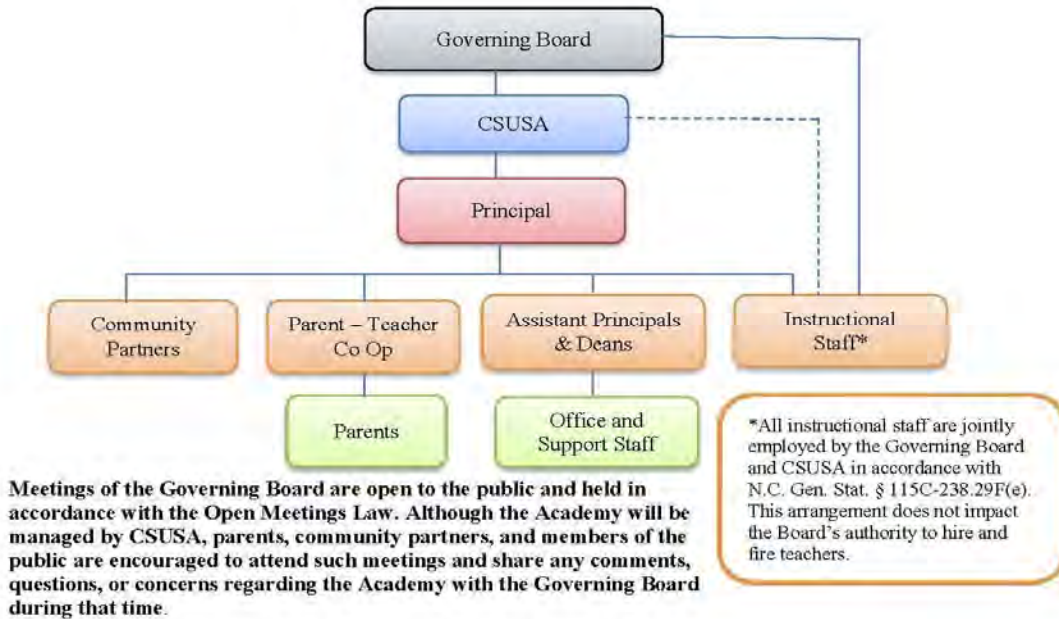 Governing Board
CSUSA
Principal
Community
Partners
Parent – Teacher
Co Op
Assistant Principals
& Deans
Instructional
Staff*
Parents
Office and
Support Staff
*All instructional staff are jointly
employed by the Governing Board
and CSUSA in accordance with
N.C. Gen. Stat. § 115C-238.29F(e).
This arrangement does not impact
the Board's authority to hire and
fire teachers.
Meetings of the Governing Board are open to the public and held in
accordance with the Open Meetings Law. Although the Academy will be
managed by CSUSA, parents, community partners, and members of the
public are encouraged to attend such meetings and share any comments,
questions, or concerns regarding the Academy with the Governing Board
during that time.